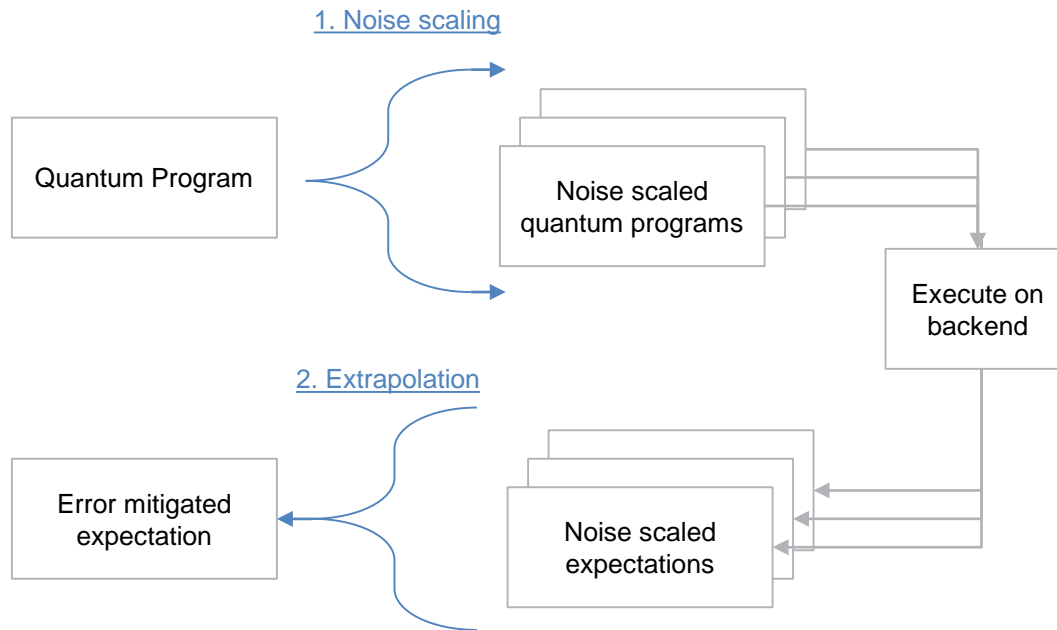 1. Noise scaling
Quantum Program
Noise scaled
quantum programs
Execute on
backend
2. Extrapolation
Error mitigated
expectation
Noise scaled
expectations